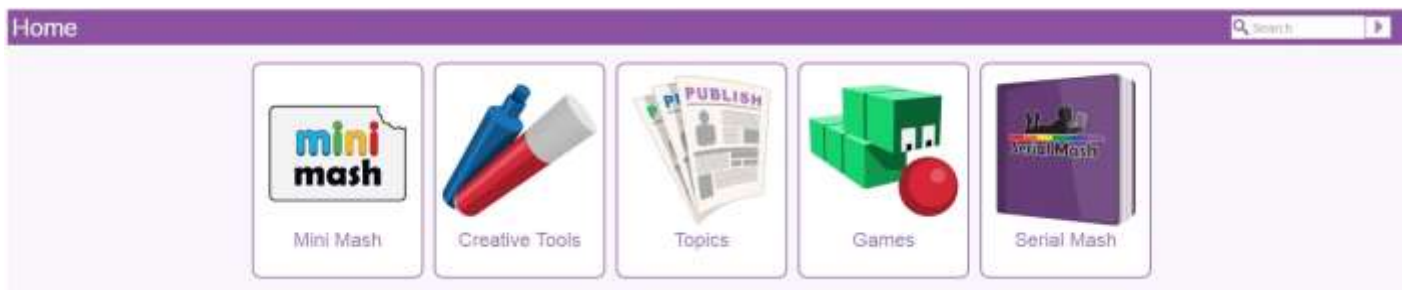 Home
Search
mini
mash
PUBLISH
Serial Mash
Mini Mash
Creative Tools
Topics
Games
Serial Mash